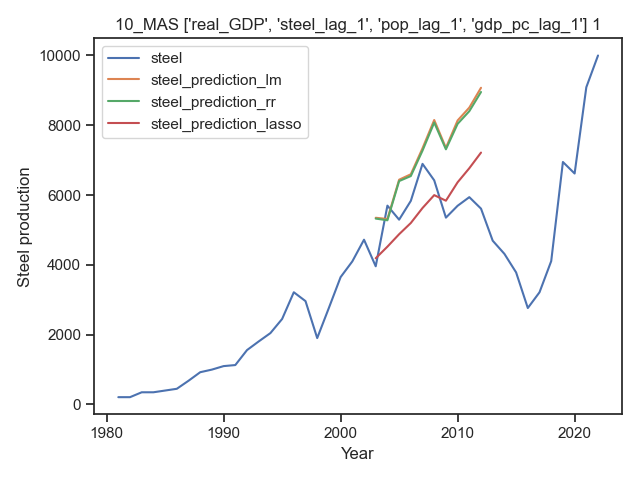 10_MAS ['real_GDP', 'steel_lag_1', 'pop_lag_1', 'gdp_pc_lag_1'] 1
steel
steel_prediction_lm
steel_prediction_rr
steel_prediction_lasso
Steel production
10000
8000
6000
4000
2000
0
1980
1990
2000
2010
2020
Year